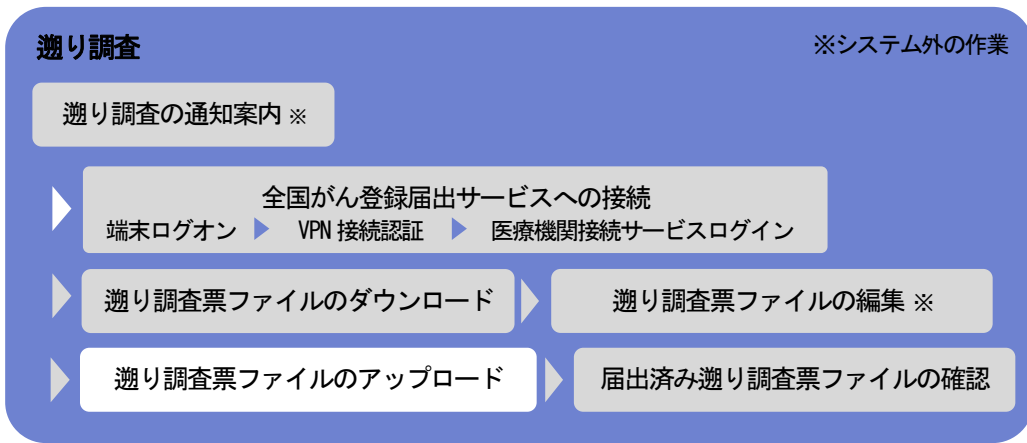 遡り調査
※システム外の作業
遡り調査の通知案内 ※
全国がん登録届出サービスへの接続
端末ログオン VPN 接続認証 医療機関接続サービスログイン
遡り調査票ファイルのダウンロード
遡り調査票ファイルの編集 ※
遡り調査票ファイルのアップロード
届出済み遡り調査票ファイルの確認